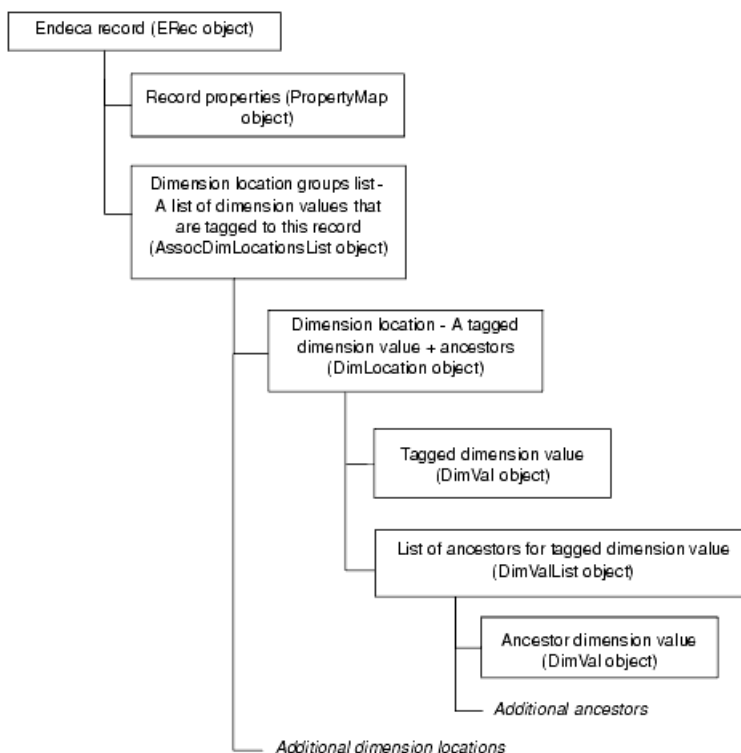 Endeca record (ERec object)
Record properties (PropertyMap
object)
Dimension location groups list -
A list of dimension values that
are tagged to this record
(AssocDimLocationsList object)
Dimension location - A tagged
dimension value + ancestors
(DimLocation object)
Tagged dimension value
(DimVal object)
List of ancestors for tagged dimension value
(DimValList object)
Ancestor dimension value
(DimVal object)
Additional ancestors
Additional dimension locations